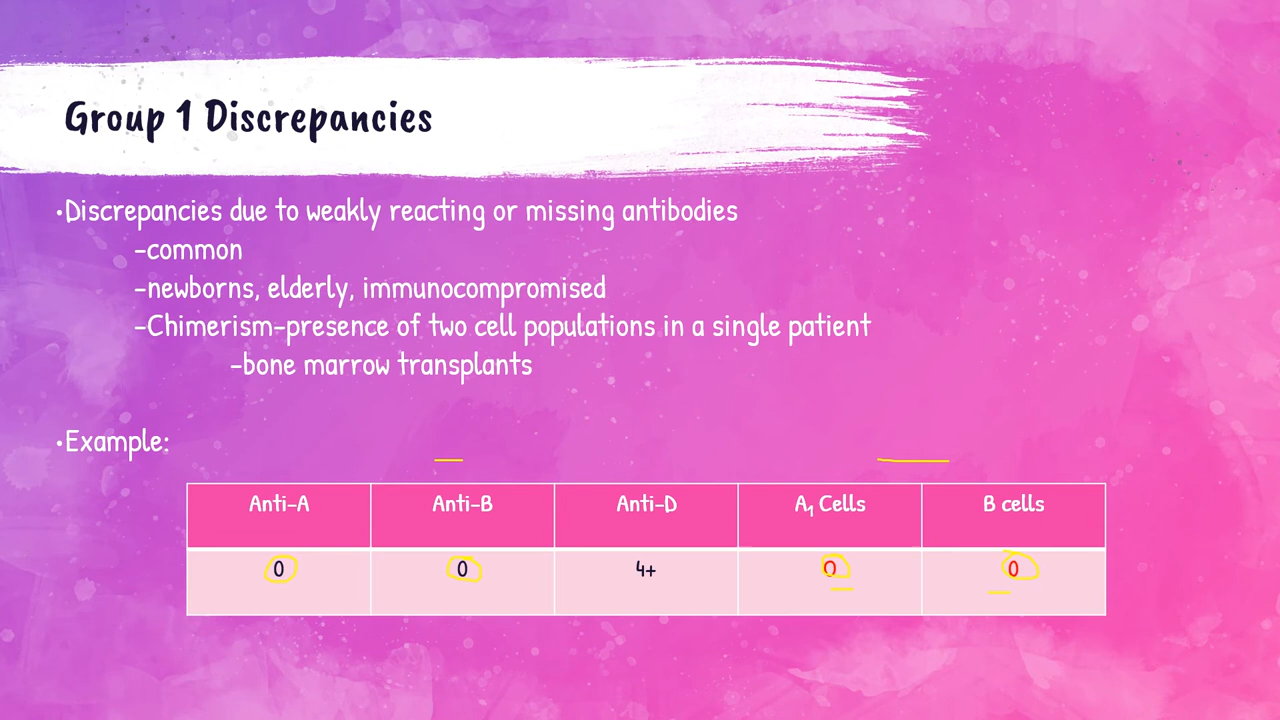 Group 1 Discrepancies
•Discrepancies due to weakly reacting or missing antibodies
-common
-newborns, elderly, immunocompromised
-Chimerism-presence of two cell populations in a single patient
-bone marrow transplants
•Example:
Anti-A Anti-B Anti-D A₁ Cells B cells
0 0 4+ 0 0